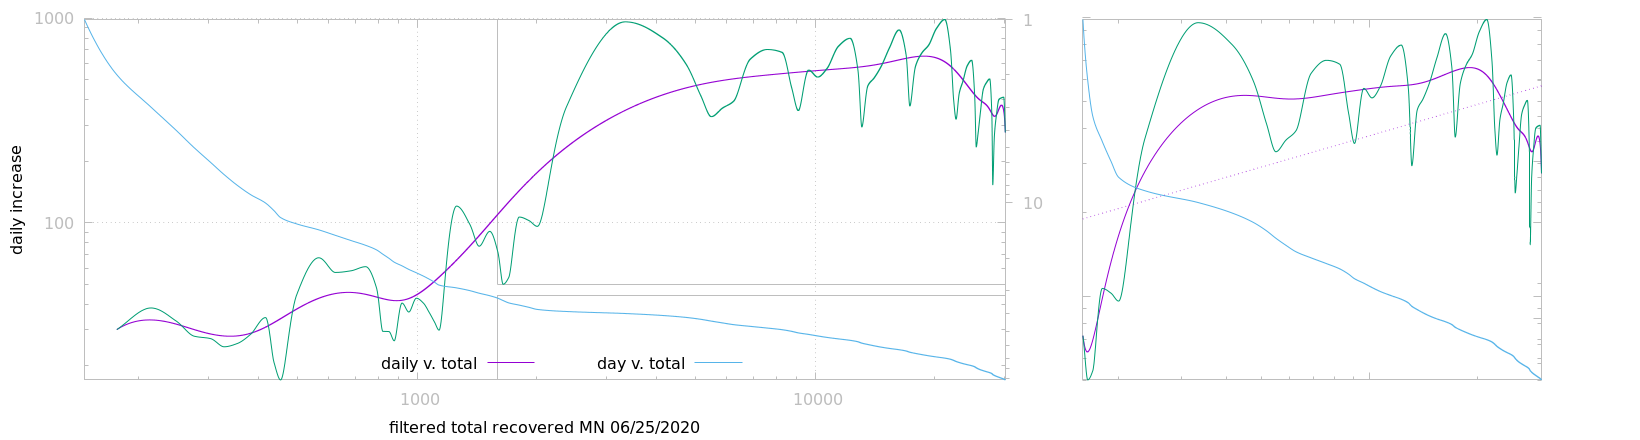 1000
1
100
10
daily increase
daily v. total
day v. total
1000
10000
filtered total recovered MN 06/25/2020